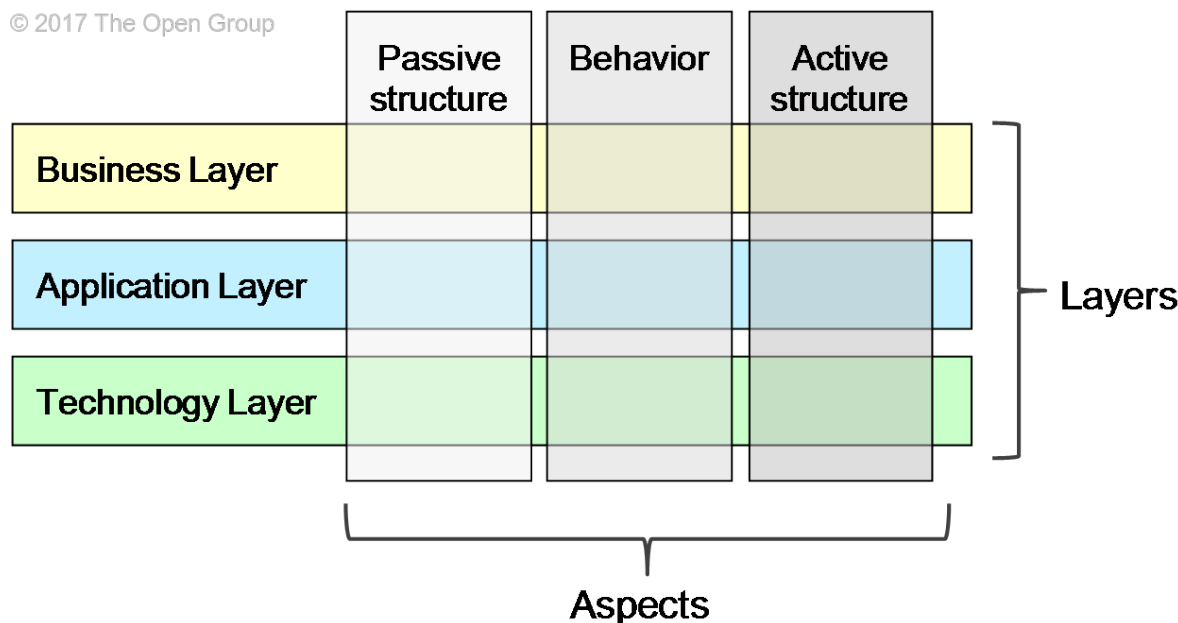 © 2017 The Open Group
Passive
structure
Behavior
Active
structure
Business Layer
Application Layer
Layers
Technology Layer
Aspects